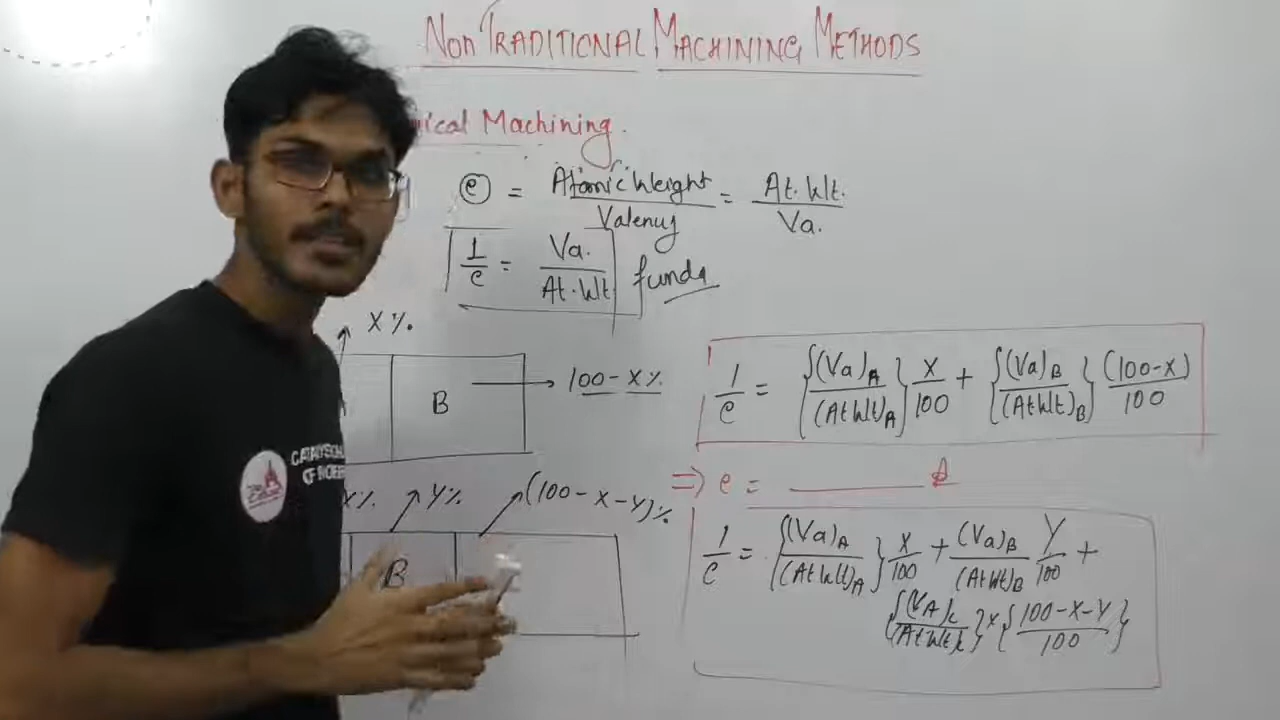 NON TRADITIONAL MACHINING METHODS
ical Machining.
e = Atomic Weight / Valency = At. Wt. / Va.
1/e = Va. / At. Wt funda
X%
B 100 - X%
1/e = {(Va)A / (At Wt)A} X/100 + {(Va)B / (At Wt)B} (100-X)/100
⇒ e = ______
X% Y% (100 - X - Y)%
B
1/e = {(Va)A / (At Wt)A} X/100 + (Va)B / (At Wt)B Y/100 +
{(VA)c / (At Wt)c} × {100-X-Y / 100}